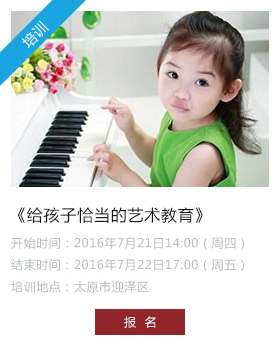 培训
《给孩子恰当的艺术教育》
开始时间：2016年7月21日14:00（周四）
结束时间：2016年7月22日17:00（周五）
培训地点：太原市迎泽区
报 名